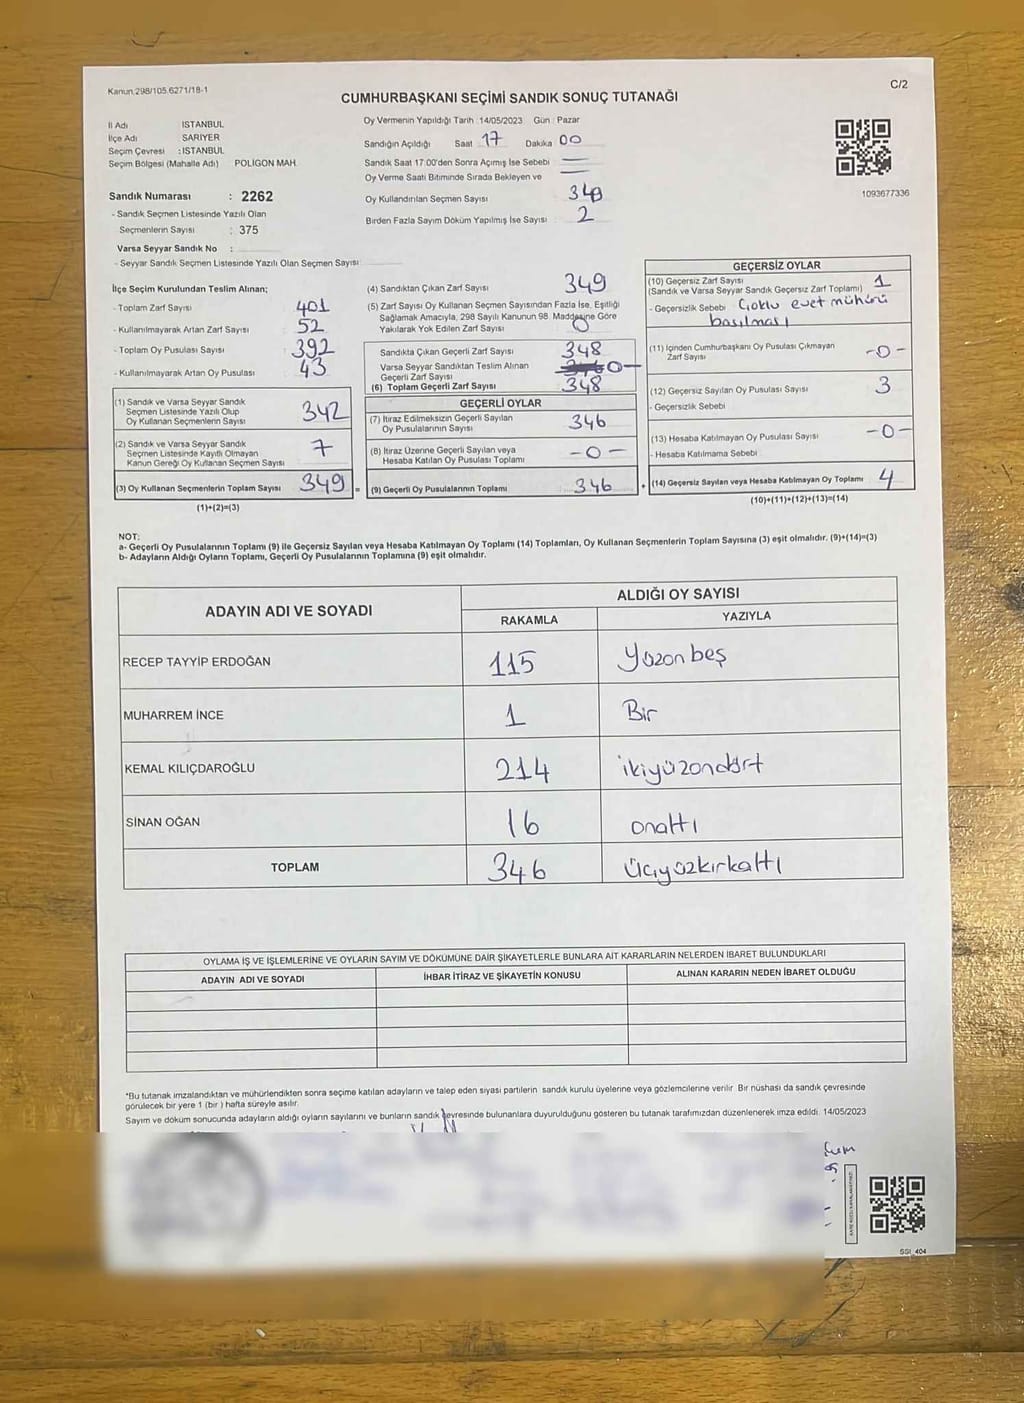 Kanun 298/105.6271/18-1
C/2
CUMHURBAŞKANI SEÇİMİ SANDIK SONUÇ TUTANAĞI
İl Adı İSTANBUL
İlçe Adı SARIYER
Seçim Çevresi : İSTANBUL
Seçim Bölgesi (Mahalle Adı) POLİGON MAH.
Sandık Numarası : 2262
- Sandık Seçmen Listesinde Yazılı Olan
Seçmenlerin Sayısı : 375
Varsa Seyyar Sandık No :
- Seyyar Sandık Seçmen Listesinde Yazılı Olan Seçmen Sayısı
Oy Vermenin Yapıldığı Tarih : 14/05/2023 Gün : Pazar
Sandığın Açıldığı Saat 17 Dakika 00
Sandık Saat 17:00'den Sonra Açımış İse Sebebi
Oy Verme Saati Bitiminde Sırada Bekleyen ve
Oy Kullandırılan Seçmen Sayısı
Birden Fazla Sayım Döküm Yapılmış İse Sayısı 2
1093677336
İlçe Seçim Kurulundan Teslim Alınan;
- Toplam Zarf Sayısı 401
- Kullanılmayarak Artan Zarf Sayısı 52
- Toplam Oy Pusulası Sayısı 392
- Kullanılmayarak Artan Oy Pusulası 43
(1) Sandık ve Varsa Seyyar Sandık
Seçmen Listesinde Yazılı Olup
Oy Kullanan Seçmenlerin Sayısı 342
(2) Sandık ve Varsa Seyyar Sandık
Seçmen Listesinde Kayıtlı Olmayan
Kanun Gereği Oy Kullanan Seçmen Sayısı 7
(3) Oy Kullanan Seçmenlerin Toplam Sayısı 349 =
(1)+(2)=(3)
(4) Sandıktan Çıkan Zarf Sayısı 349
(5) Zarf Sayısı Oy Kullanan Seçmen Sayısından Fazla İse, Eşitliği
Sağlamak Amacıyla, 298 Sayılı Kanunun 98. Maddesine Göre
Yakılarak Yok Edilen Zarf Sayısı 0
Sandıkta Çıkan Geçerli Zarf Sayısı 348
Varsa Seyyar Sandıktan Teslim Alınan
Geçerli Zarf Sayısı 0 -
(6) Toplam Geçerli Zarf Sayısı 348
GEÇERLİ OYLAR
(7) İtiraz Edilmeksizin Geçerli Sayılan
Oy Pusulalarının Sayısı 346
(8) İtiraz Üzerine Geçerli Sayılan veya
Hesaba Katılan Oy Pusulası Toplamı - 0 -
(9) Geçerli Oy Pusulalarının Toplamı 346 +
GEÇERSİZ OYLAR
(10) Geçersiz Zarf Sayısı 1
(Sandık ve Varsa Seyyar Sandık Geçersiz Zarf Toplamı)
- Geçersizlik Sebebi Çoklu evet mührü
basılması
(11) İçinden Cumhurbaşkanı Oy Pusulası Çıkmayan
Zarf Sayısı - 0 -
(12) Geçersiz Sayılan Oy Pusulası Sayısı 3
- Geçersizlik Sebebi
(13) Hesaba Katılmayan Oy Pusulası Sayısı - 0 -
- Hesaba Katılmama Sebebi
(14) Geçersiz Sayılan veya Hesaba Katılmayan Oy Toplamı 4
(10)+(11)+(12)+(13)=(14)
NOT:
a- Geçerli Oy Pusulalarının Toplamı (9) ile Geçersiz Sayılan veya Hesaba Katılmayan Oy Toplamı (14) Toplamları, Oy Kullanan Seçmenlerin Toplam Sayısına (3) eşit olmalıdır. (9)+(14)=(3)
b- Adayların Aldığı Oyların Toplamı, Geçerli Oy Pusulalarının Toplamına (9) eşit olmalıdır.
ADAYIN ADI VE SOYADI ALDIĞI OY SAYISI
RAKAMLA YAZIYLA
RECEP TAYYİP ERDOĞAN 115 Yüzon beş
MUHARREM İNCE 1 Bir
KEMAL KILIÇDAROĞLU 214 ikiyüzondört
SİNAN OĞAN 16 onaltı
TOPLAM 346 Üçyüzkırkaltı
OYLAMA İŞ VE İŞLEMLERİNE VE OYLARIN SAYIM VE DÖKÜMÜNE DAİR ŞİKAYETLERLE BUNLARA AİT KARARLARIN NELERDEN İBARET BULUNDUKLARI
ADAYIN ADI VE SOYADI İHBAR İTİRAZ VE ŞİKAYETİN KONUSU ALINAN KARARIN NEDEN İBARET OLDUĞU
*Bu tutanak imzalandıktan ve mühürlendikten sonra seçime katılan adayların ve talep eden siyasi partilerin sandık kurulu üyelerine veya gözlemcilerine verilir. Bir nüshası da sandık çevresinde
görülecek bir yere 1 (bir) hafta süreyle asılır.
Sayım ve döküm sonucunda adayların aldığı oyların sayılarını ve bunların sandık çevresinde bulunanlara duyurulduğunu gösteren bu tutanak tarafımızdan düzenlenerek imza edildi. 14/05/2023
SSI_404